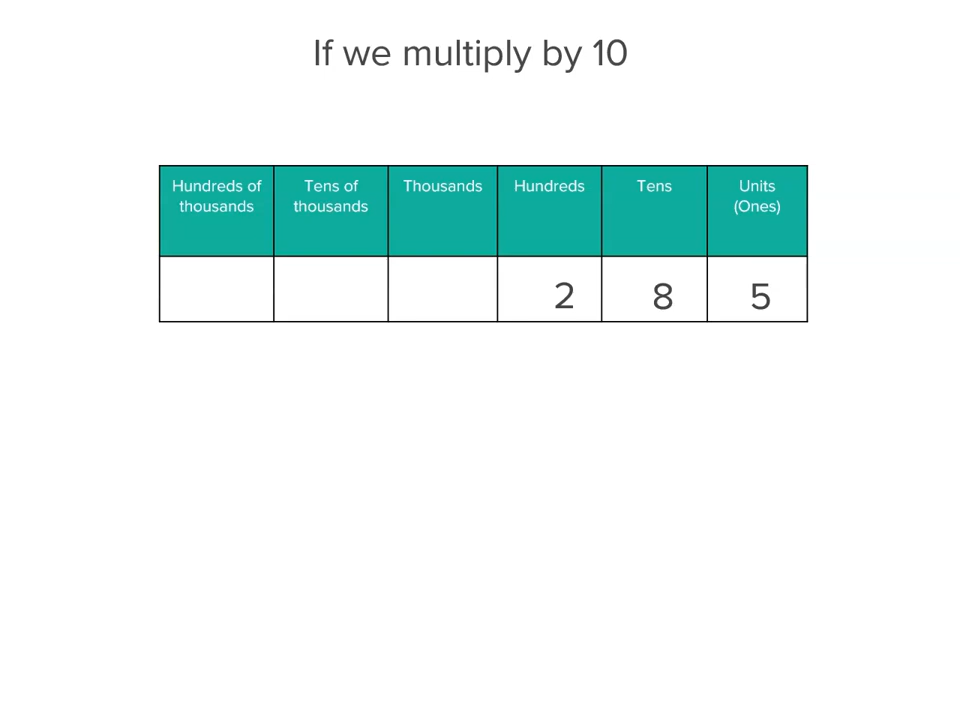 If we multiply by 10
Hundreds of thousands Tens of thousands Thousands Hundreds Tens Units (Ones)
2 8 5